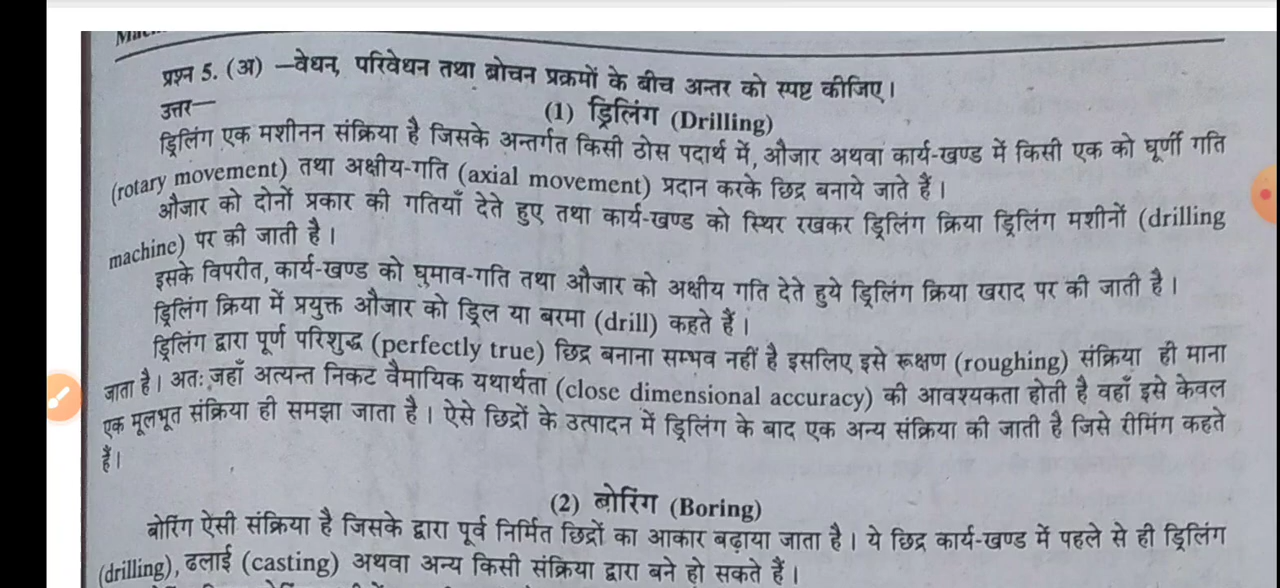 प्रश्न 5. (अ) —वेधन, परिवेधन तथा ब्रोचन प्रक्रमों के बीच अन्तर को स्पष्ट कीजिए।
उत्तर—
(1) ड्रिलिंग (Drilling)
ड्रिलिंग एक मशीनन संक्रिया है जिसके अन्तर्गत किसी ठोस पदार्थ में, औजार अथवा कार्य-खण्ड में किसी एक को घूर्णी गति
(rotary movement) तथा अक्षीय-गति (axial movement) प्रदान करके छिद्र बनाये जाते हैं।
औजार को दोनों प्रकार की गतियाँ देते हुए तथा कार्य-खण्ड को स्थिर रखकर ड्रिलिंग क्रिया ड्रिलिंग मशीनों (drilling
machine) पर की जाती है।
इसके विपरीत, कार्य-खण्ड को घुमाव-गति तथा औजार को अक्षीय गति देते हुये ड्रिलिंग क्रिया खराद पर की जाती है।
ड्रिलिंग क्रिया में प्रयुक्त औजार को ड्रिल या बरमा (drill) कहते हैं।
ड्रिलिंग द्वारा पूर्ण परिशुद्ध (perfectly true) छिद्र बनाना सम्भव नहीं है इसलिए इसे रूक्षण (roughing) संक्रिया ही माना
जाता है। अतः जहाँ अत्यन्त निकट वैमायिक यथार्थता (close dimensional accuracy) की आवश्यकता होती है वहाँ इसे केवल
एक मूलभूत संक्रिया ही समझा जाता है। ऐसे छिद्रों के उत्पादन में ड्रिलिंग के बाद एक अन्य संक्रिया की जाती है जिसे रीमिंग कहते
हैं।
(2) बोरिंग (Boring)
बोरिंग ऐसी संक्रिया है जिसके द्वारा पूर्व निर्मित छिद्रों का आकार बढ़ाया जाता है। ये छिद्र कार्य-खण्ड में पहले से ही ड्रिलिंग
(drilling), ढलाई (casting) अथवा अन्य किसी संक्रिया द्वारा बने हो सकते हैं।